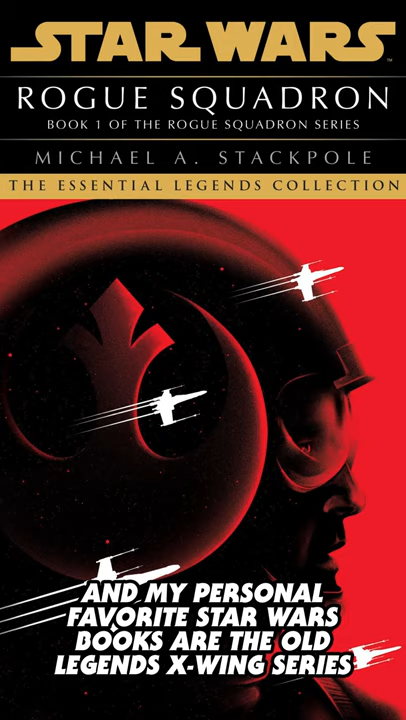 STAR WARS
TM
ROGUE SQUADRON
BOOK 1 OF THE ROGUE SQUADRON SERIES
MICHAEL A. STACKPOLE
THE ESSENTIAL LEGENDS COLLECTION
AND MY PERSONAL
FAVORITE STAR WARS
BOOKS ARE THE OLD
LEGENDS X-WING SERIES